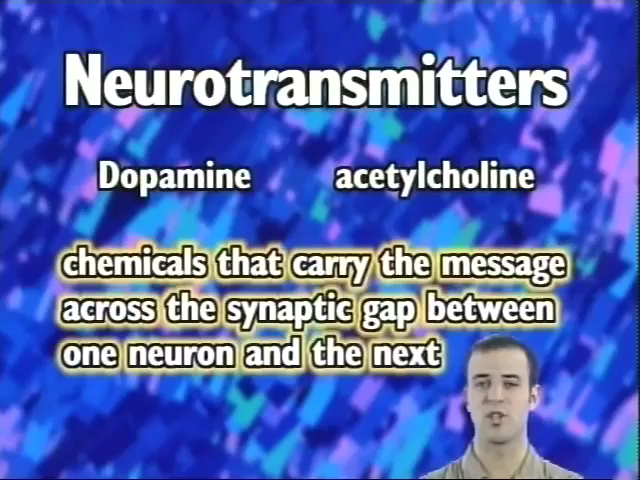 Neurotransmitters
Dopamine acetylcholine
chemicals that carry the message
across the synaptic gap between
one neuron and the next